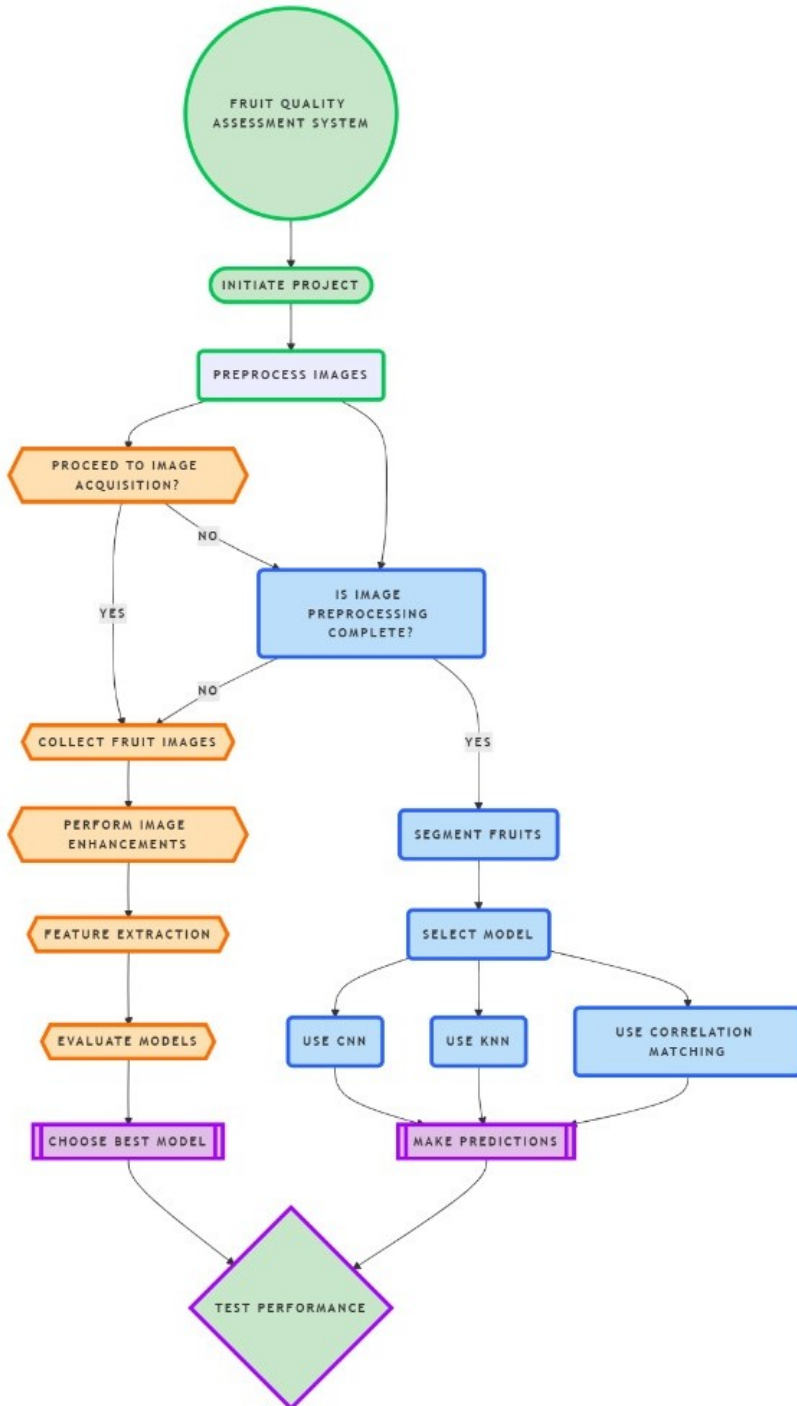 FRUIT QUALITY
ASSESSMENT SYSTEM
INITIATE PROJECT
PREPROCESS IMAGES
PROCEED TO IMAGE
ACQUISITION?
NO
IS IMAGE
PREPROCESSING
COMPLETE?
YES
NO
COLLECT FRUIT IMAGES
YES
PERFORM IMAGE
ENHANCEMENTS
SEGMENT FRUITS
FEATURE EXTRACTION
SELECT MODEL
EVALUATE MODELS
USE CNN
USE KNN
USE CORRELATION
MATCHING
CHOOSE BEST MODEL
MAKE PREDICTIONS
TEST PERFORMANCE